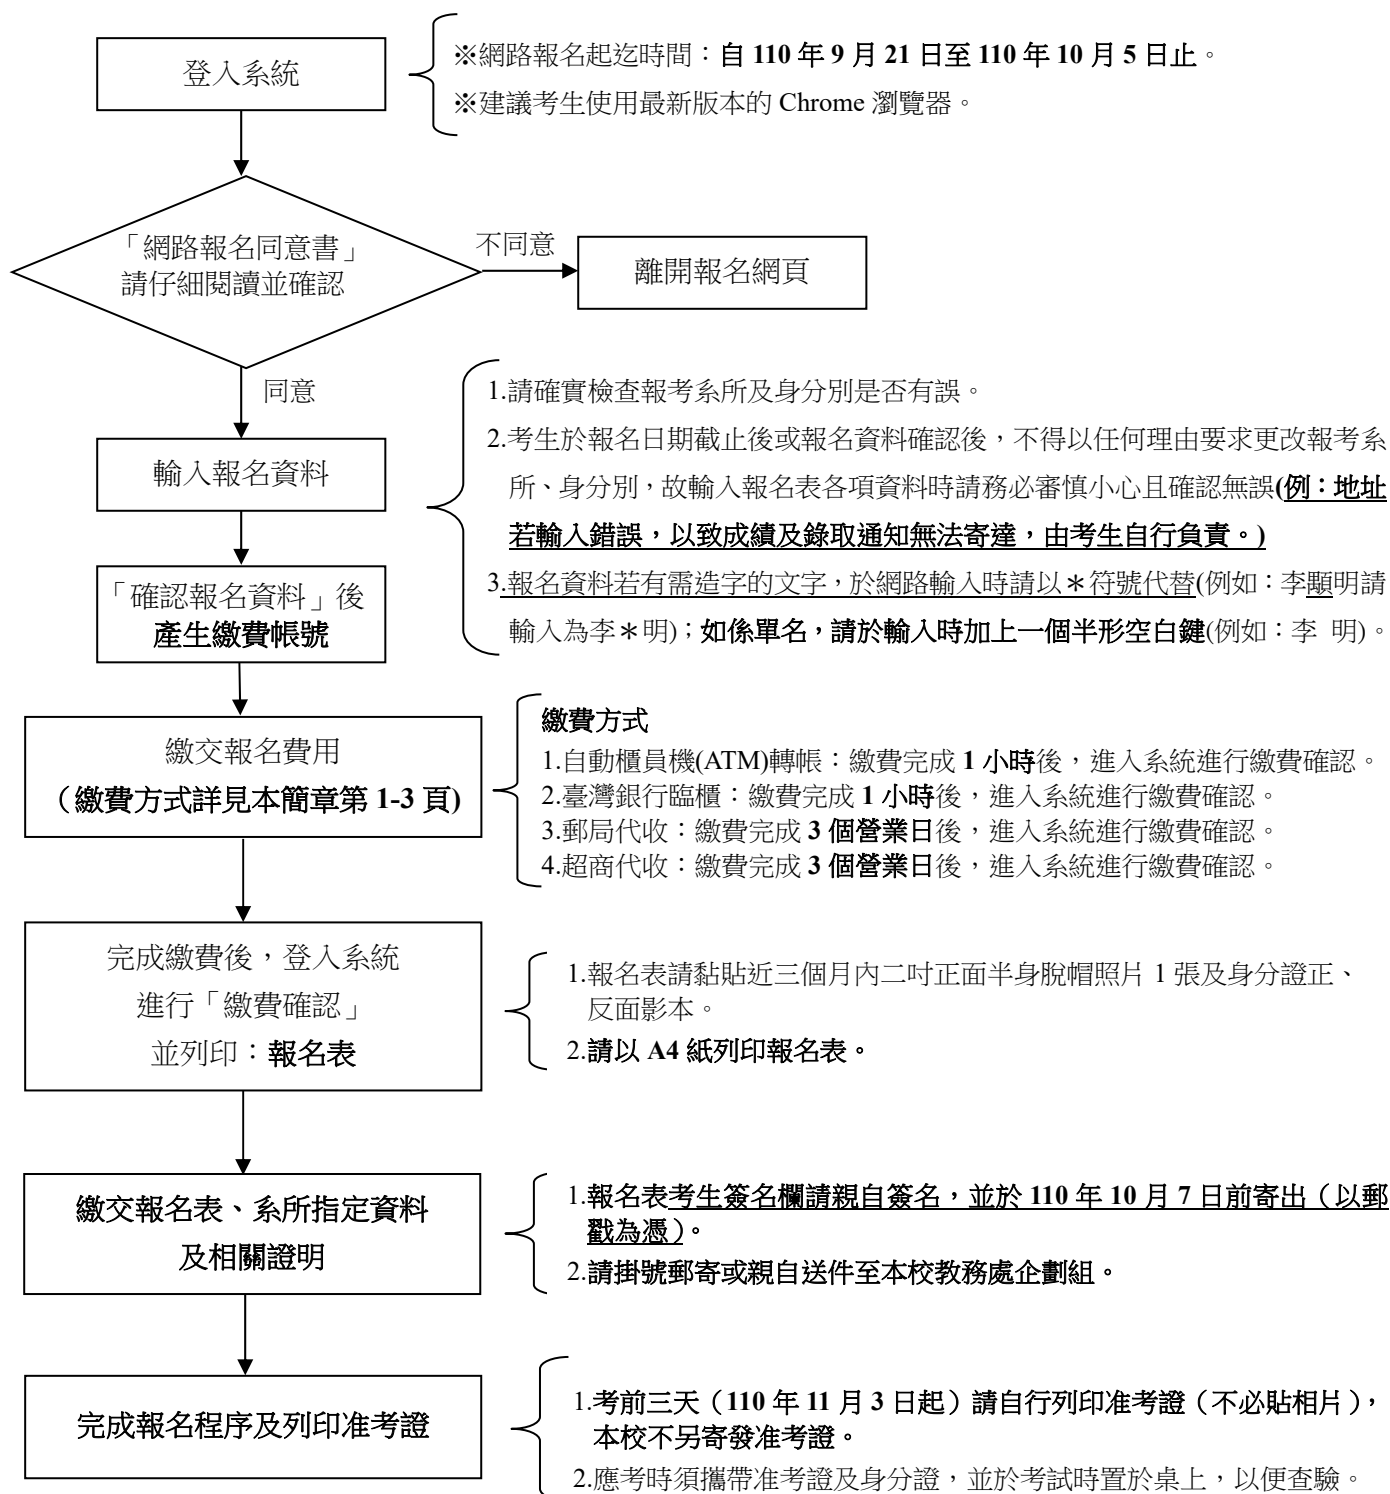 登入系統
※網路報名起迄時間：自 110 年 9 月 21 日至 110 年 10 月 5 日止。
※建議考生使用最新版本的 Chrome 瀏覽器。
「網路報名同意書」
請仔細閱讀並確認
不同意
離開報名網頁
同意
輸入報名資料
1.請確實檢查報考系所及身分別是否有誤。
2.考生於報名日期截止後或報名資料確認後，不得以任何理由要求更改報考系
所、身分別，故輸入報名表各項資料時請務必審慎小心且確認無誤(例：地址
若輸入錯誤，以致成績及錄取通知無法寄達，由考生自行負責。)
3.報名資料若有需造字的文字，於網路輸入時請以＊符號代替(例如：李顯明請
輸入為李＊明)；如係單名，請於輸入時加上一個半形空白鍵(例如：李 明)。
「確認報名資料」後
產生繳費帳號
繳交報名費用
（繳費方式詳見本簡章第 1-3 頁)
繳費方式
1.自動櫃員機(ATM)轉帳：繳費完成 1 小時後，進入系統進行繳費確認。
2.臺灣銀行臨櫃：繳費完成 1 小時後，進入系統進行繳費確認。
3.郵局代收：繳費完成 3 個營業日後，進入系統進行繳費確認。
4.超商代收：繳費完成 3 個營業日後，進入系統進行繳費確認。
完成繳費後，登入系統
進行「繳費確認」
並列印：報名表
1.報名表請黏貼近三個月內二吋正面半身脫帽照片 1 張及身分證正、
反面影本。
2.請以 A4 紙列印報名表。
繳交報名表、系所指定資料
及相關證明
1.報名表考生簽名欄請親自簽名，並於 110 年 10 月 7 日前寄出（以郵
戳為憑）。
2.請掛號郵寄或親自送件至本校教務處企劃組。
完成報名程序及列印准考證
1.考前三天（110 年 11 月 3 日起）請自行列印准考證（不必貼相片），
本校不另寄發准考證。
2.應考時須攜帶准考證及身分證，並於考試時置於桌上，以便查驗。